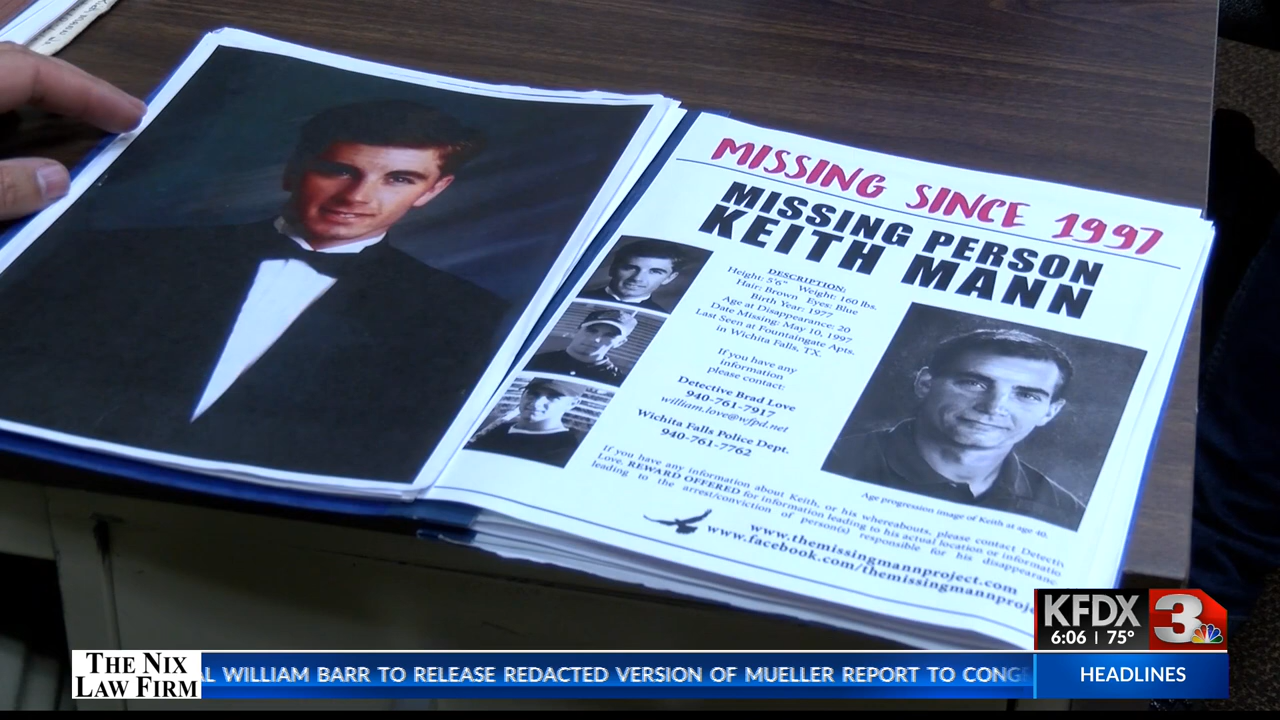 MISSING SINCE 1997
MISSING PERSON
KEITH MANN
DESCRIPTION:
Height: 5'6" Weight: 160 lbs.
Hair: Brown Eyes: Blue
Birth Year: 1977
Age at Disappearance: 20
Date Missing: May 10, 1997
Last Seen at Fountaingate Apts.
in Wichita Falls, TX.
If you have any
information
please contact:
Detective Brad Love
940-761-7917
william.love@wfpd.net
Wichita Falls Police Dept.
940-761-7762
Age progression image of Keith at age 40.
If you have any information about Keith, or his whereabouts, please contact Detectiv
Love. REWARD OFFERED for information leading to his actual location or informatio
leading to the arrest/conviction of person(s) responsible for his disappearanc
www.themissingmannproject.com
www.facebook.com/themissingmannproj
KFDX 3
6:06 | 75°
THE NIX
LAW FIRM
AL WILLIAM BARR TO RELEASE REDACTED VERSION OF MUELLER REPORT TO CONG
HEADLINES